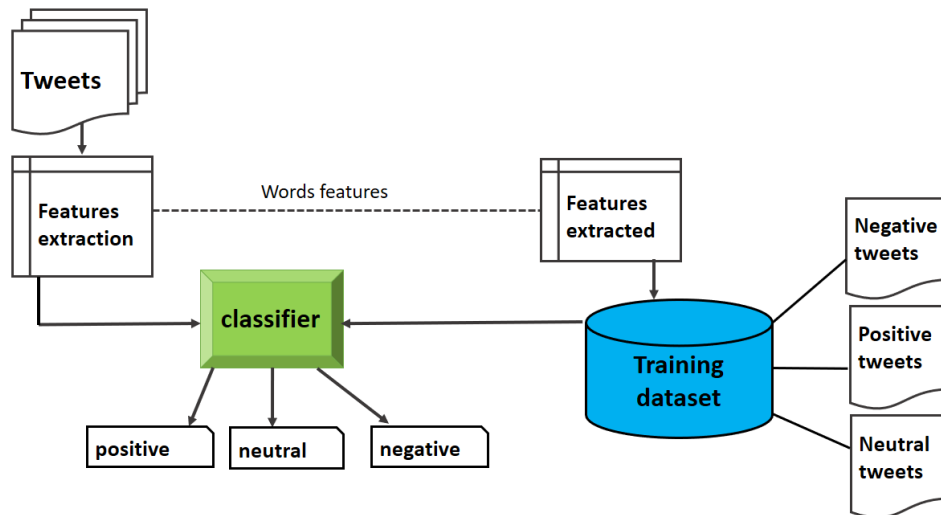 Tweets
Words features
Features
extraction
Features
extracted
Negative
tweets
classifier
Positive
tweets
Training
dataset
positive
neutral
negative
Neutral
tweets